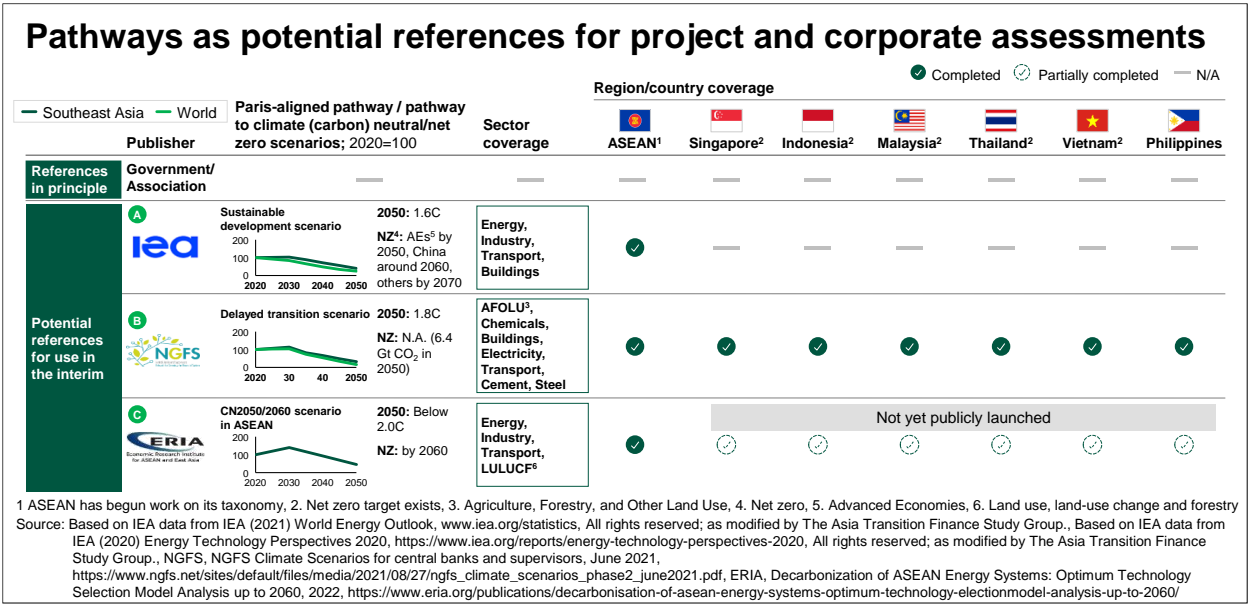 Pathways as potential references for project and corporate assessments
Completed Partially completed N/A
Region/country coverage
Southeast Asia World
Publisher
Paris-aligned pathway / pathway
to climate (carbon) neutral/net
zero scenarios; 2020=100
Sector
coverage
ASEAN1 Singapore2 Indonesia2 Malaysia2 Thailand2 Vietnam2 Philippines
References
in principle
Government/
Association
Potential
references
for use in
the interim
A
iea
Sustainable
development scenario
200
100
0
2020 2030 2040 2050
2050: 1.6C
NZ4: AEs5 by
2050, China
around 2060,
others by 2070
Energy,
Industry,
Transport,
Buildings
B
NGFS
Delayed transition scenario
200
100
0
2020 30 40 2050
2050: 1.8C
NZ: N.A. (6.4
Gt CO2 in
2050)
AFOLU3,
Chemicals,
Buildings,
Electricity,
Transport,
Cement, Steel
C
ERIA
Economic Research Institute
for ASEAN and East Asia
CN2050/2060 scenario
in ASEAN
200
100
0
2020 2030 2040 2050
2050: Below
2.0C
NZ: by 2060
Energy,
Industry,
Transport,
LULUCF6
Not yet publicly launched
1 ASEAN has begun work on its taxonomy, 2. Net zero target exists, 3. Agriculture, Forestry, and Other Land Use, 4. Net zero, 5. Advanced Economies, 6. Land use, land-use change and forestry
Source: Based on IEA data from IEA (2021) World Energy Outlook, www.iea.org/statistics, All rights reserved; as modified by The Asia Transition Finance Study Group., Based on IEA data from
IEA (2020) Energy Technology Perspectives 2020, https://www.iea.org/reports/energy-technology-perspectives-2020, All rights reserved; as modified by The Asia Transition Finance
Study Group., NGFS, NGFS Climate Scenarios for central banks and supervisors, June 2021,
https://www.ngfs.net/sites/default/files/media/2021/08/27/ngfs_climate_scenarios_phase2_june2021.pdf, ERIA, Decarbonization of ASEAN Energy Systems: Optimum Technology
Selection Model Analysis up to 2060, 2022, https://www.eria.org/publications/decarbonisation-of-asean-energy-systems-optimum-technology-electionmodel-analysis-up-to-2060/